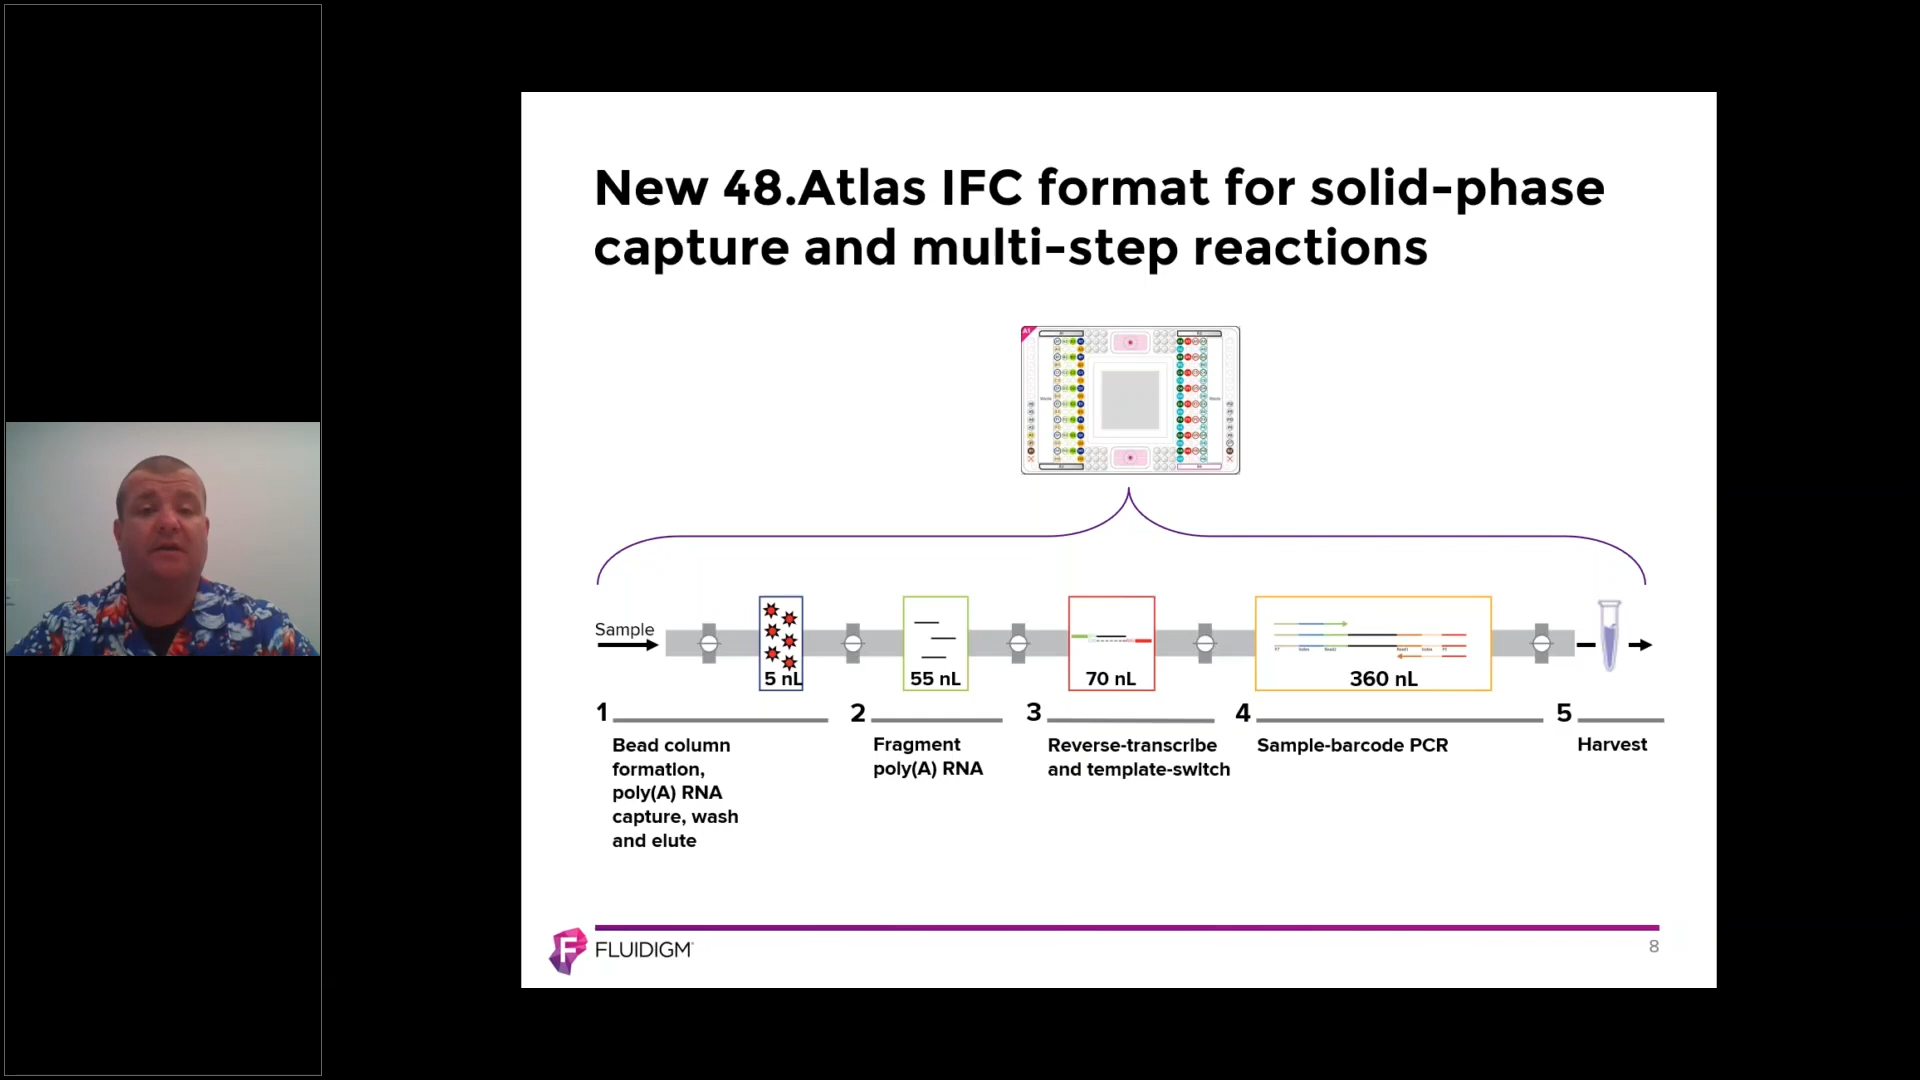 New 48.Atlas IFC format for solid-phase
capture and multi-step reactions
A1
Sample
5 nL
55 nL
70 nL
360 nL
1
2
3
4
5
Bead column
formation,
poly(A) RNA
capture, wash
and elute
Fragment
poly(A) RNA
Reverse-transcribe
and template-switch
Sample-barcode PCR
Harvest
FLUIDIGM
8